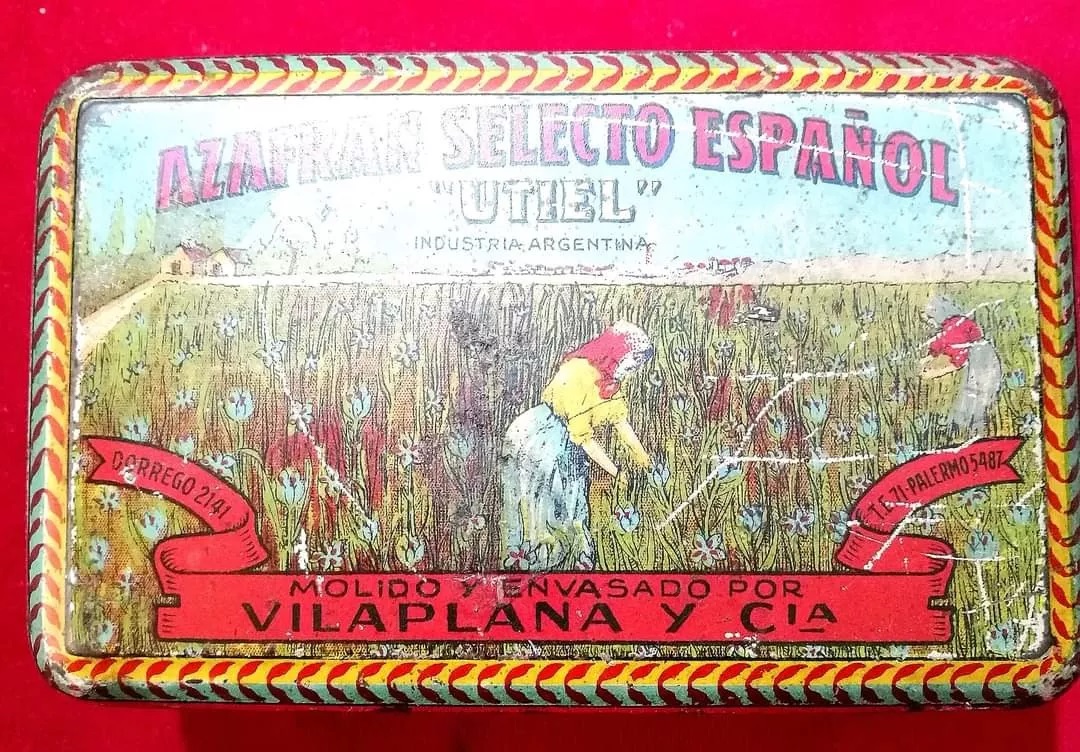 AZAFRAN SELECTO ESPAÑOL
"UTIEL"
INDUSTRIA ARGENTINA
DORREGO 2141
T.E. 71-PALERMO 5487
MOLIDO Y ENVASADO POR
VILAPLANA Y CIA